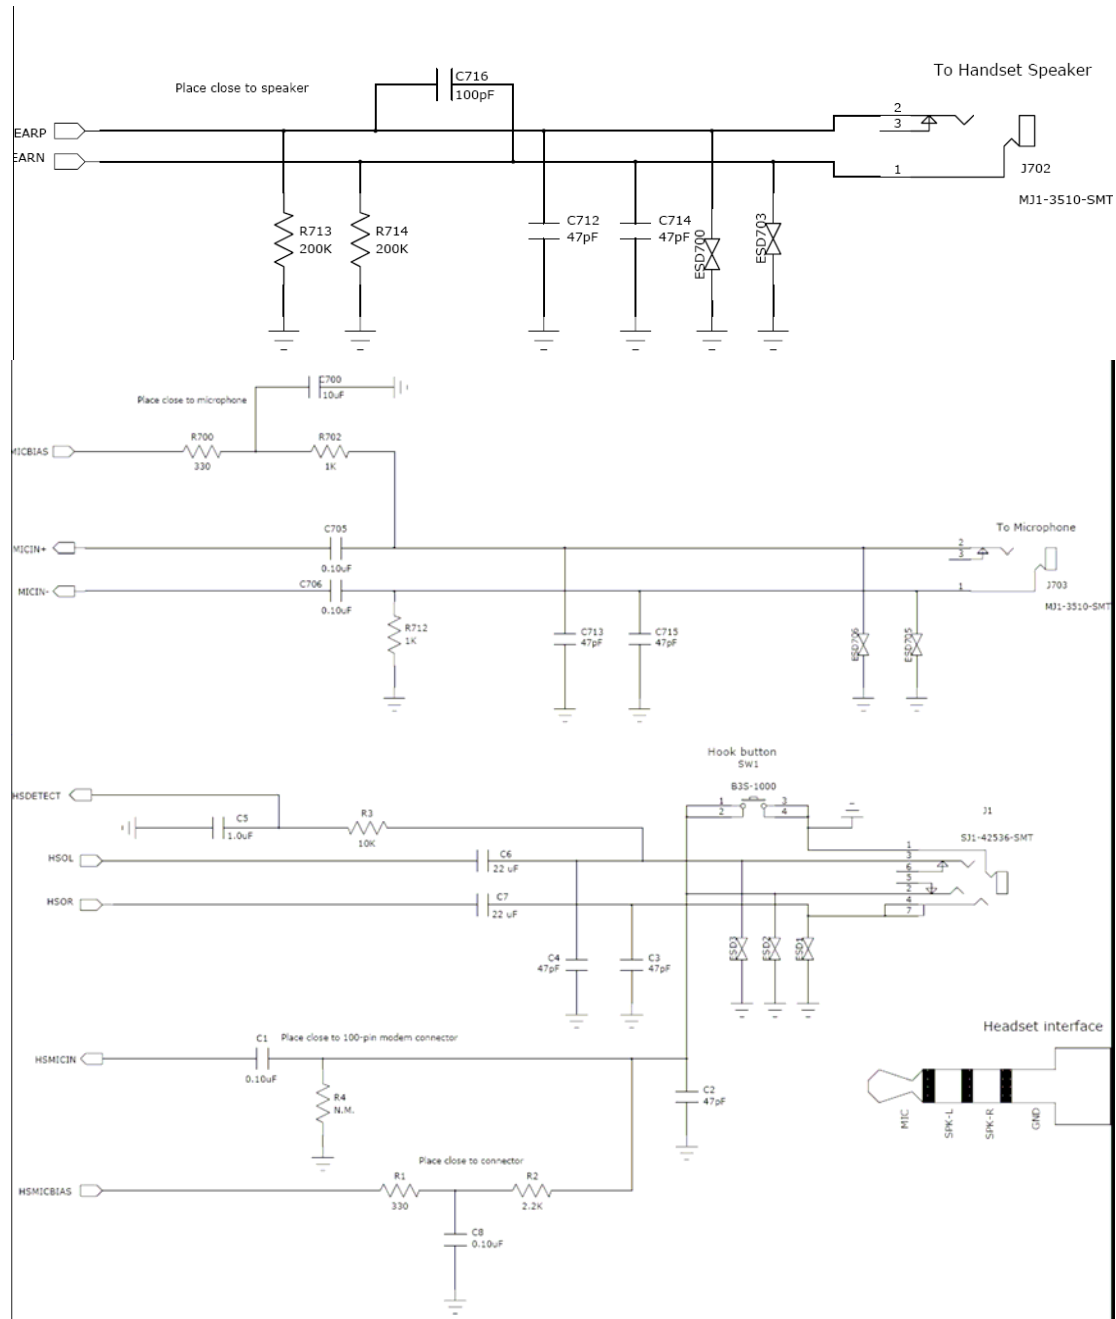 To Handset Speaker
Place close to speaker
C716
100pF
EARP
EARN
2
3
1
J702
MJ1-3510-SMT
R713
200K
R714
200K
C712
47pF
C714
47pF
ESD700
ESD703
C700
10uF
Place close to microphone
MICBIAS
R700
330
R702
1K
To Microphone
MICIN+
C705
0.10uF
2
3
MICIN-
C706
0.10uF
1
J703
MJ1-3510-SMT
R712
1K
C713
47pF
C715
47pF
ESD706
ESD705
Hook button
SW1
B3S-1000
1
2
3
4
HSDETECT
C5
1.0uF
R3
10K
J1
SJ1-42536-SMT
HSOL
C6
22 uF
1
3
6
5
2
4
7
HSOR
C7
22 uF
ESD3
ESD2
ESD1
C4
47pF
C3
47pF
Headset interface
HSMICIN
C1
0.10uF
Place close to 100-pin modem connector
R4
N.M.
C2
47pF
MIC
SPK-L
SPK-R
GND
Place close to connector
HSMICBIAS
R1
330
R2
2.2K
C8
0.10uF